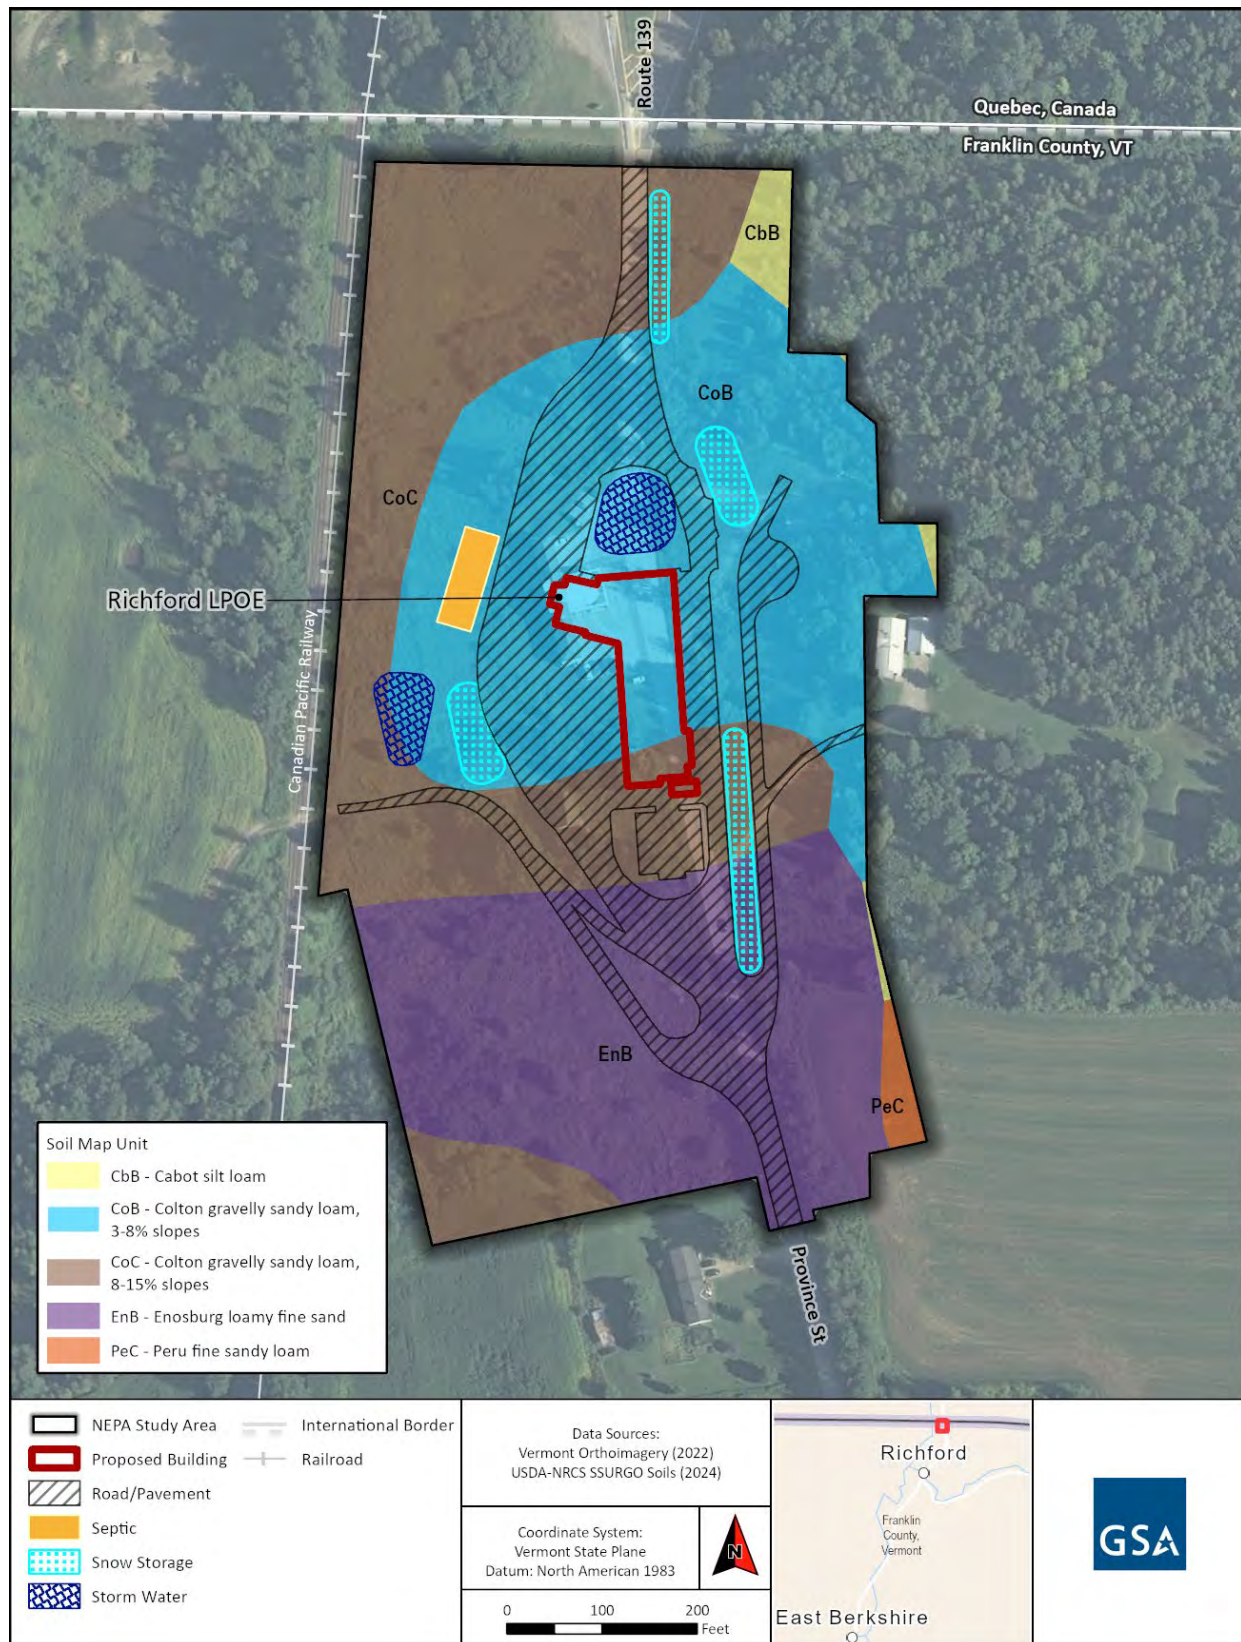 Route 139
Quebec, Canada
Franklin County, VT
CbB
CoB
CoC
Richford LPOE
Canadian Pacific Railway
EnB
PeC
Province St
Soil Map Unit
CbB - Cabot silt loam
CoB - Colton gravelly sandy loam,
3-8% slopes
CoC - Colton gravelly sandy loam,
8-15% slopes
EnB - Enosburg loamy fine sand
PeC - Peru fine sandy loam
NEPA Study Area
International Border
Proposed Building
Railroad
Road/Pavement
Septic
Snow Storage
Storm Water
Data Sources:
Vermont Orthoimagery (2022)
USDA-NRCS SSURGO Soils (2024)
Coordinate System:
Vermont State Plane
Datum: North American 1983
N
0 100 200
Feet
Richford
Franklin
County,
Vermont
East Berkshire
GSA